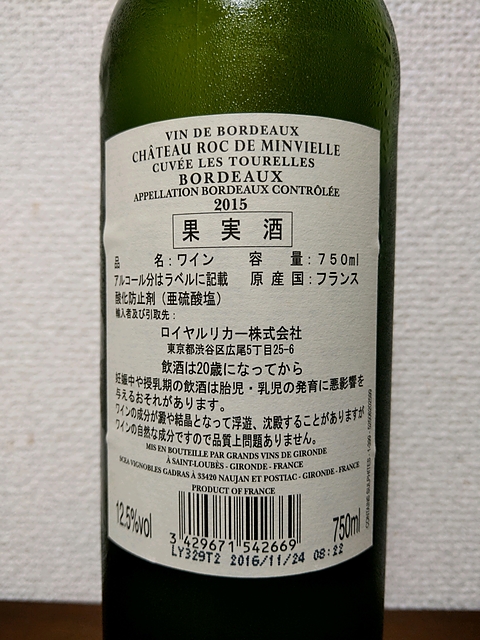 VIN DE BORDEAUX
CHÂTEAU ROC DE MINVIELLE
CUVÉE LES TOURELLES
BORDEAUX
APPELLATION BORDEAUX CONTRÔLÉE
2015
果実酒
品名:ワイン 容量:750ml
アルコール分はラベルに記載 原産国:フランス
酸化防止剤(亜硫酸塩)
輸入者及び引取先:
ロイヤルリカー株式会社
東京都渋谷区広尾5丁目25-6
飲酒は20歳になってから
妊娠中や授乳期の飲酒は胎児・乳児の発育に悪影響を
与えるおそれがあります。
ワインの成分が澱や結晶となって浮遊、沈殿することがありますが
ワインの自然な成分ですので品質上問題ありません。
MIS EN BOUTEILLE PAR GRANDS VINS DE GIRONDE
À SAINT-LOUBÈS - GIRONDE - FRANCE
SCEA VIGNOBLES GADRAS À 33420 NAUJAN ET POSTIAC - GIRONDE - FRANCE
PRODUCT OF FRANCE
12.5%vol
750ml
3 429671 542669
LY329T2 2016/11/24 08:22
CONTAINS SULPHITES